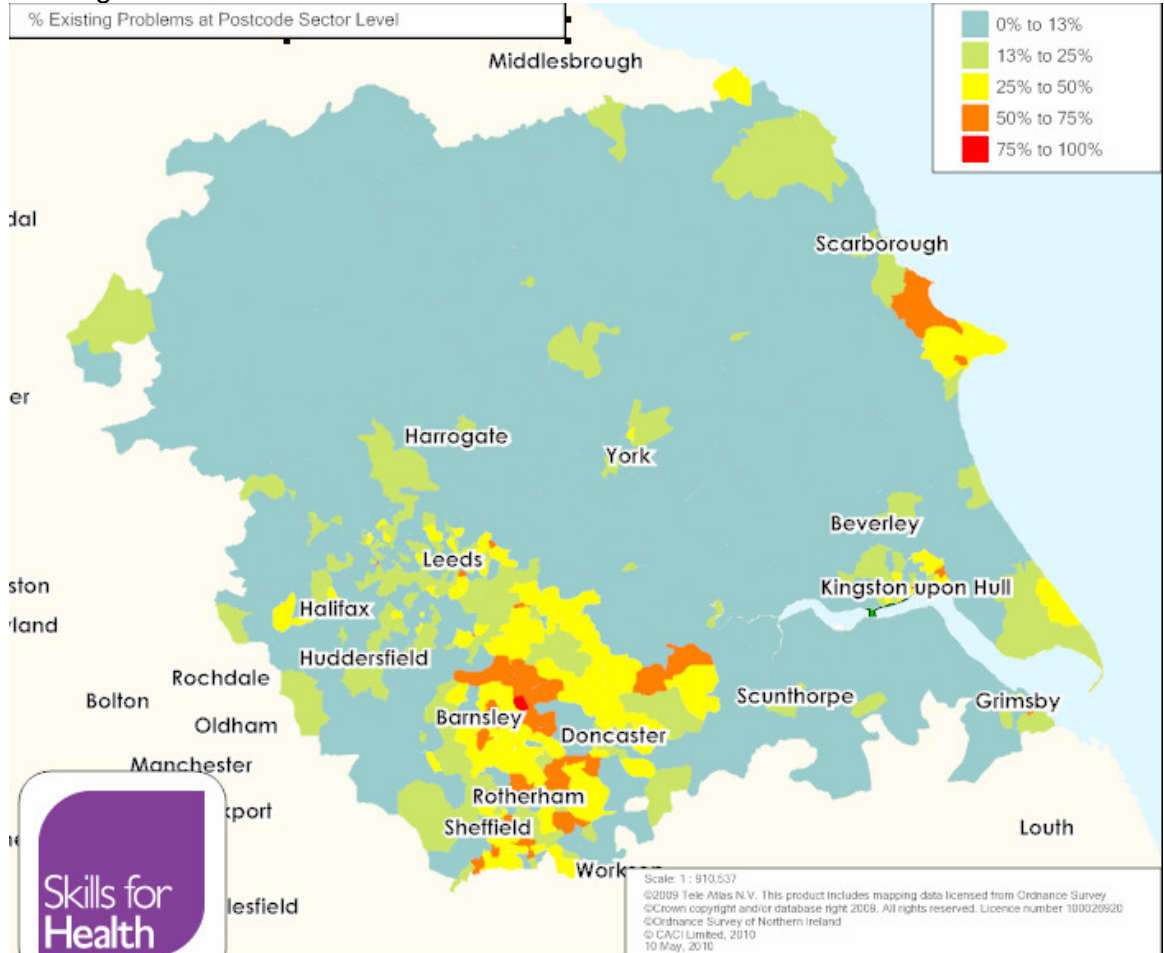 % Existing Problems at Postcode Sector Level
0% to 13%
13% to 25%
25% to 50%
50% to 75%
75% to 100%
Middlesbrough
dal
Scarborough
er
Harrogate
York
Beverley
Leeds
ston
Kingston upon Hull
Halifax
yland
Huddersfield
Rochdale
Bolton
Scunthorpe
Grimsby
Barnsley
Oldham
Doncaster
Manchester
Rotherham
kport
Sheffield
Louth
Worksop
lesfield
Skills for
Health
Scale: 1 : 910,537
©2009 Tele Atlas N.V. This product includes mapping data licensed from Ordnance Survey
©Crown copyright and/or database right 2009. All rights reserved. Licence number 100026920
©Ordnance Survey of Northern Ireland
© CACI Limited, 2010
10 May, 2010